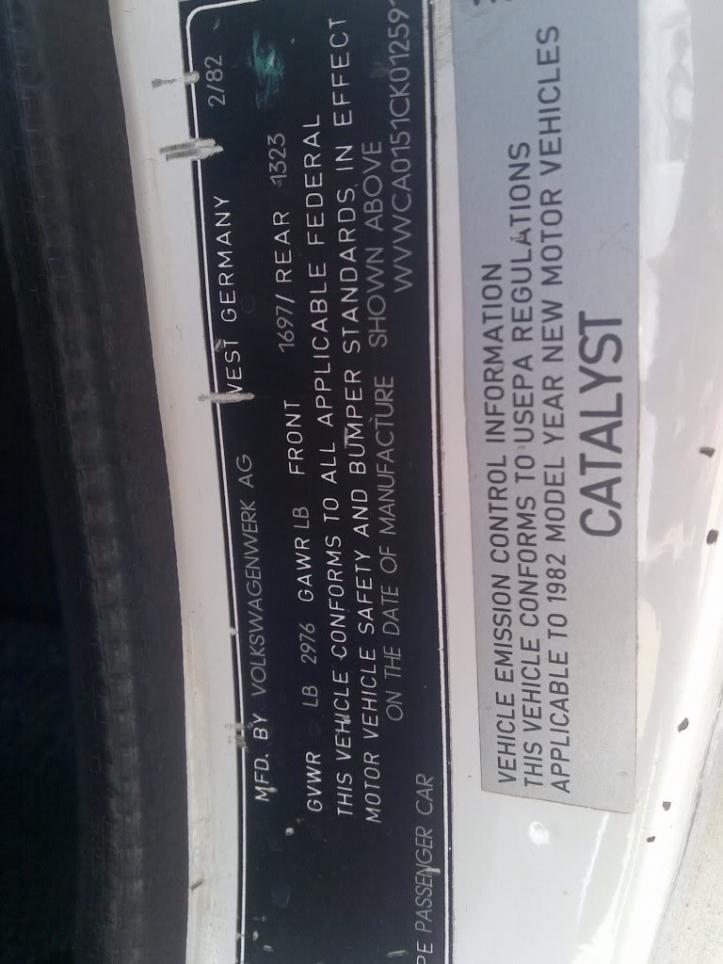 MFD. BY VOLKSWAGENWERK AG WEST GERMANY 2/82
GVWR LB 2976 GAWR LB FRONT 1697/ REAR 1323
THIS VEHICLE CONFORMS TO ALL APPLICABLE FEDERAL
MOTOR VEHICLE SAFETY AND BUMPER STANDARDS IN EFFECT
ON THE DATE OF MANUFACTURE SHOWN ABOVE
PE PASSENGER CAR WVWCA0151CK01259
VEHICLE EMISSION CONTROL INFORMATION
THIS VEHICLE CONFORMS TO USEPA REGULATIONS
APPLICABLE TO 1982 MODEL YEAR NEW MOTOR VEHICLES
CATALYST